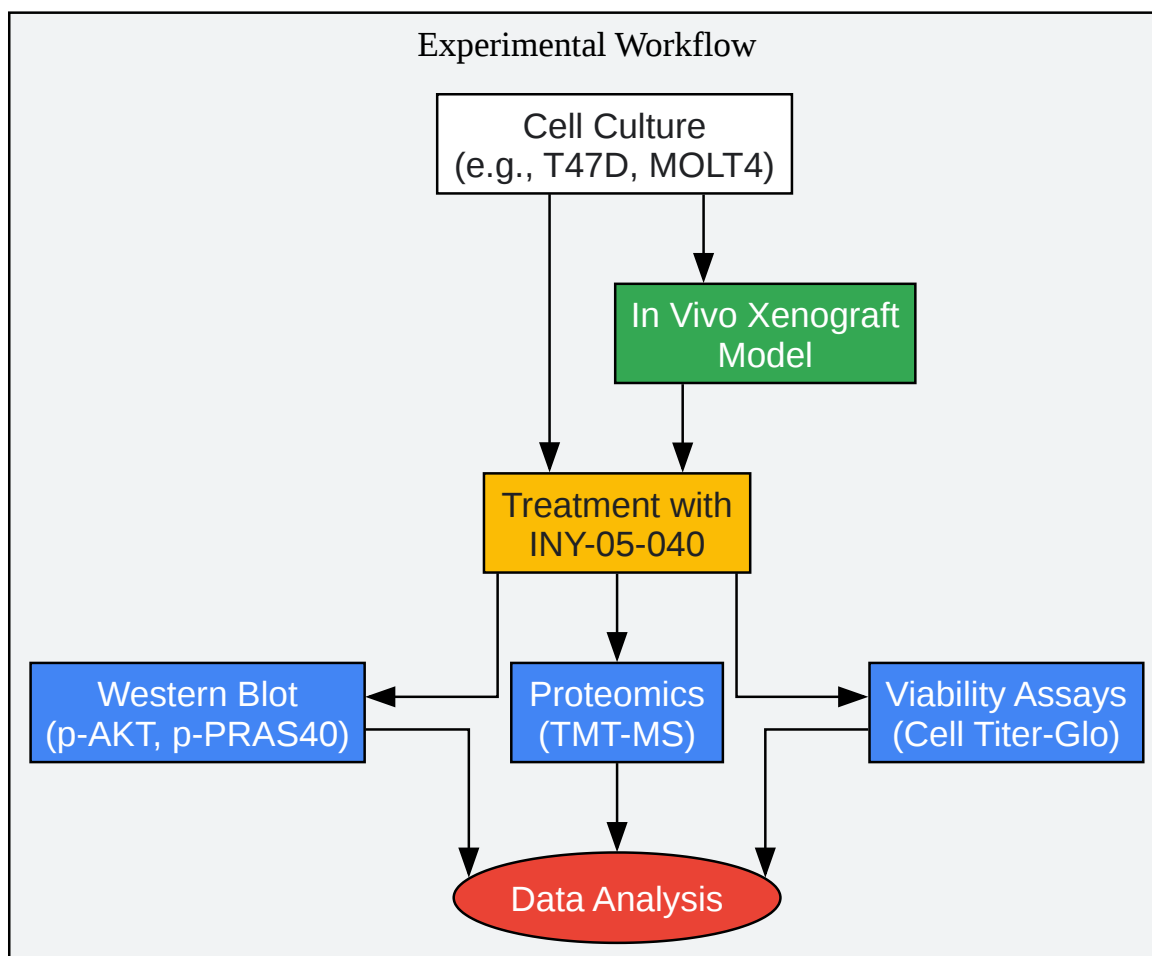 Experimental Workflow
Cell Culture
(e.g., T47D, MOLT4)
In Vivo Xenograft
Model
Treatment with
INY-05-040
Western Blot
(p-AKT, p-PRAS40)
Proteomics
(TMT-MS)
Viability Assays
(Cell Titer-Glo)
Data Analysis